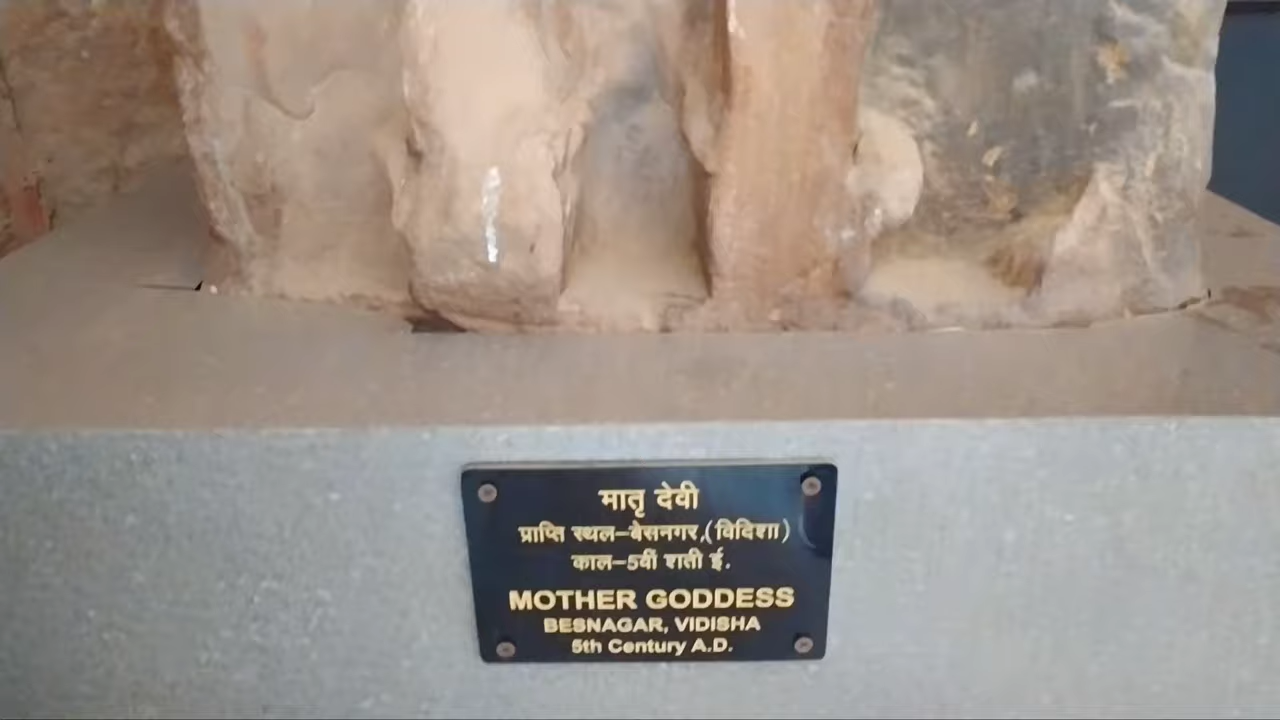 मातृ देवी
प्राप्ति स्थल–बेसनगर,(विदिशा)
काल–5वीं शती ई.
MOTHER GODDESS
BESNAGAR, VIDISHA
5th Century A.D.